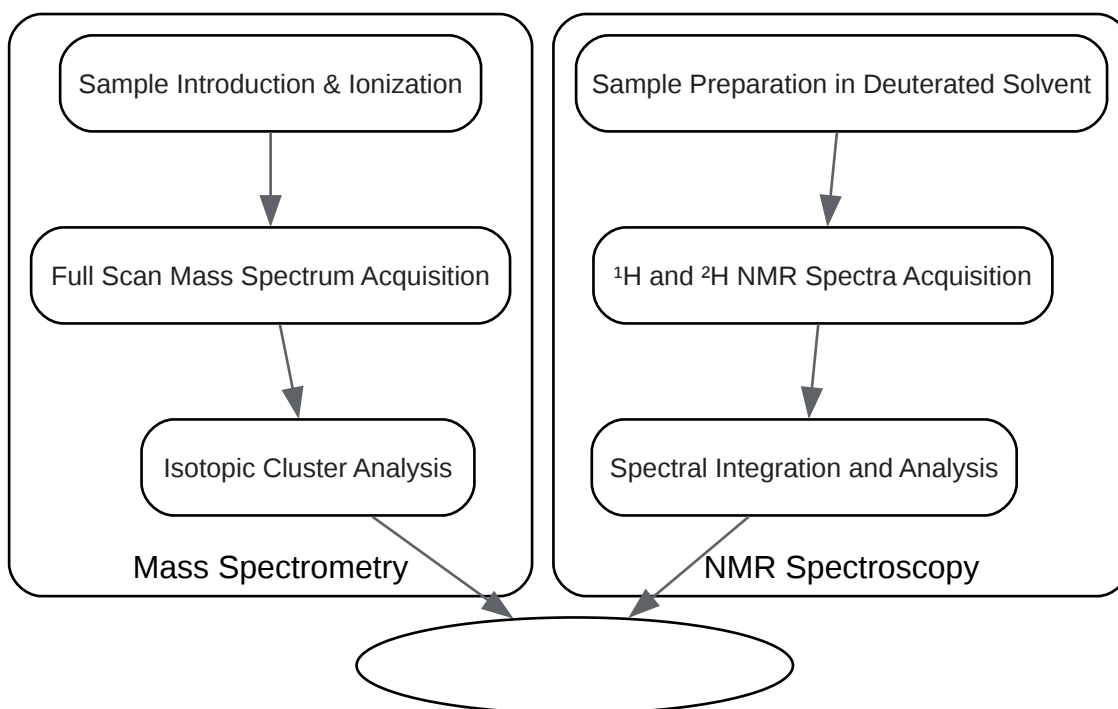 Sample Introduction & Ionization
Full Scan Mass Spectrum Acquisition
Isotopic Cluster Analysis
Mass Spectrometry
Sample Preparation in Deuterated Solvent
¹H and ²H NMR Spectra Acquisition
Spectral Integration and Analysis
NMR Spectroscopy